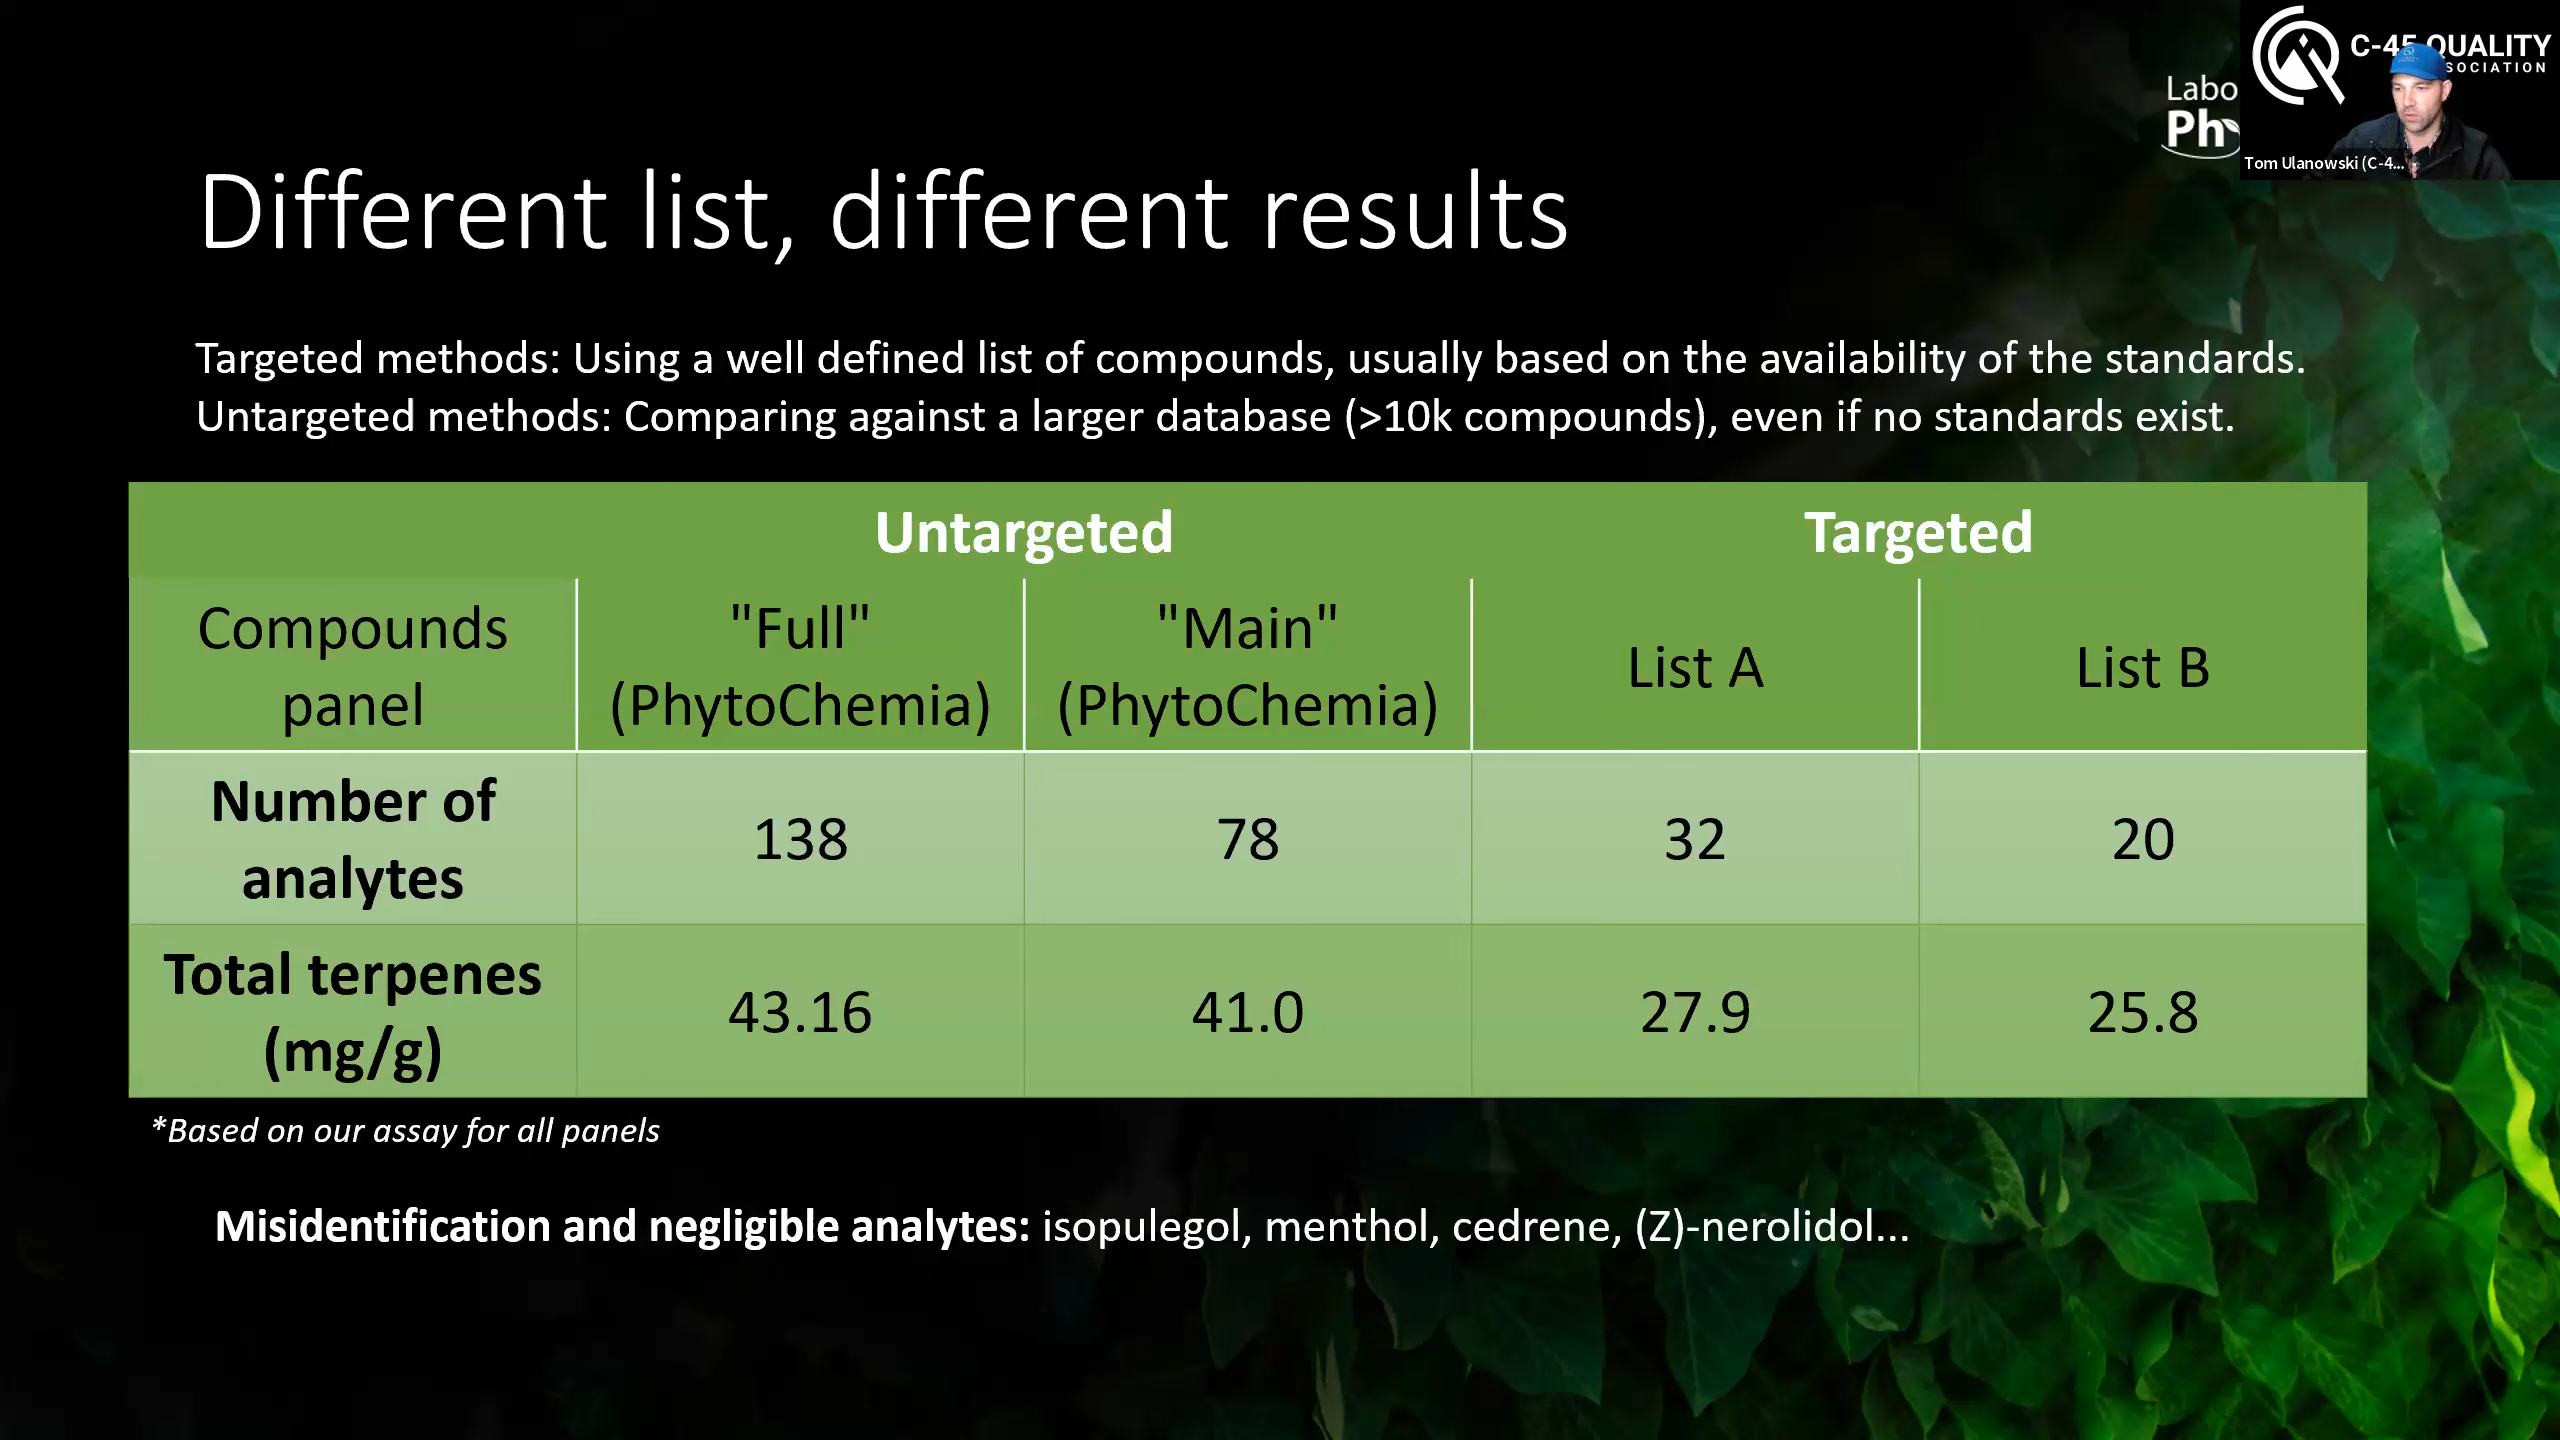 C-45 QUALITY
SOCIATION
Labo
Ph
Tom Ulanowski (C-4...
Different list, different results
Targeted methods: Using a well defined list of compounds, usually based on the availability of the standards.
Untargeted methods: Comparing against a larger database (>10k compounds), even if no standards exist.
Untargeted Targeted
Compounds panel "Full" (PhytoChemia) "Main" (PhytoChemia) List A List B
Number of analytes 138 78 32 20
Total terpenes (mg/g) 43.16 41.0 27.9 25.8
*Based on our assay for all panels
Misidentification and negligible analytes: isopulegol, menthol, cedrene, (Z)-nerolidol...